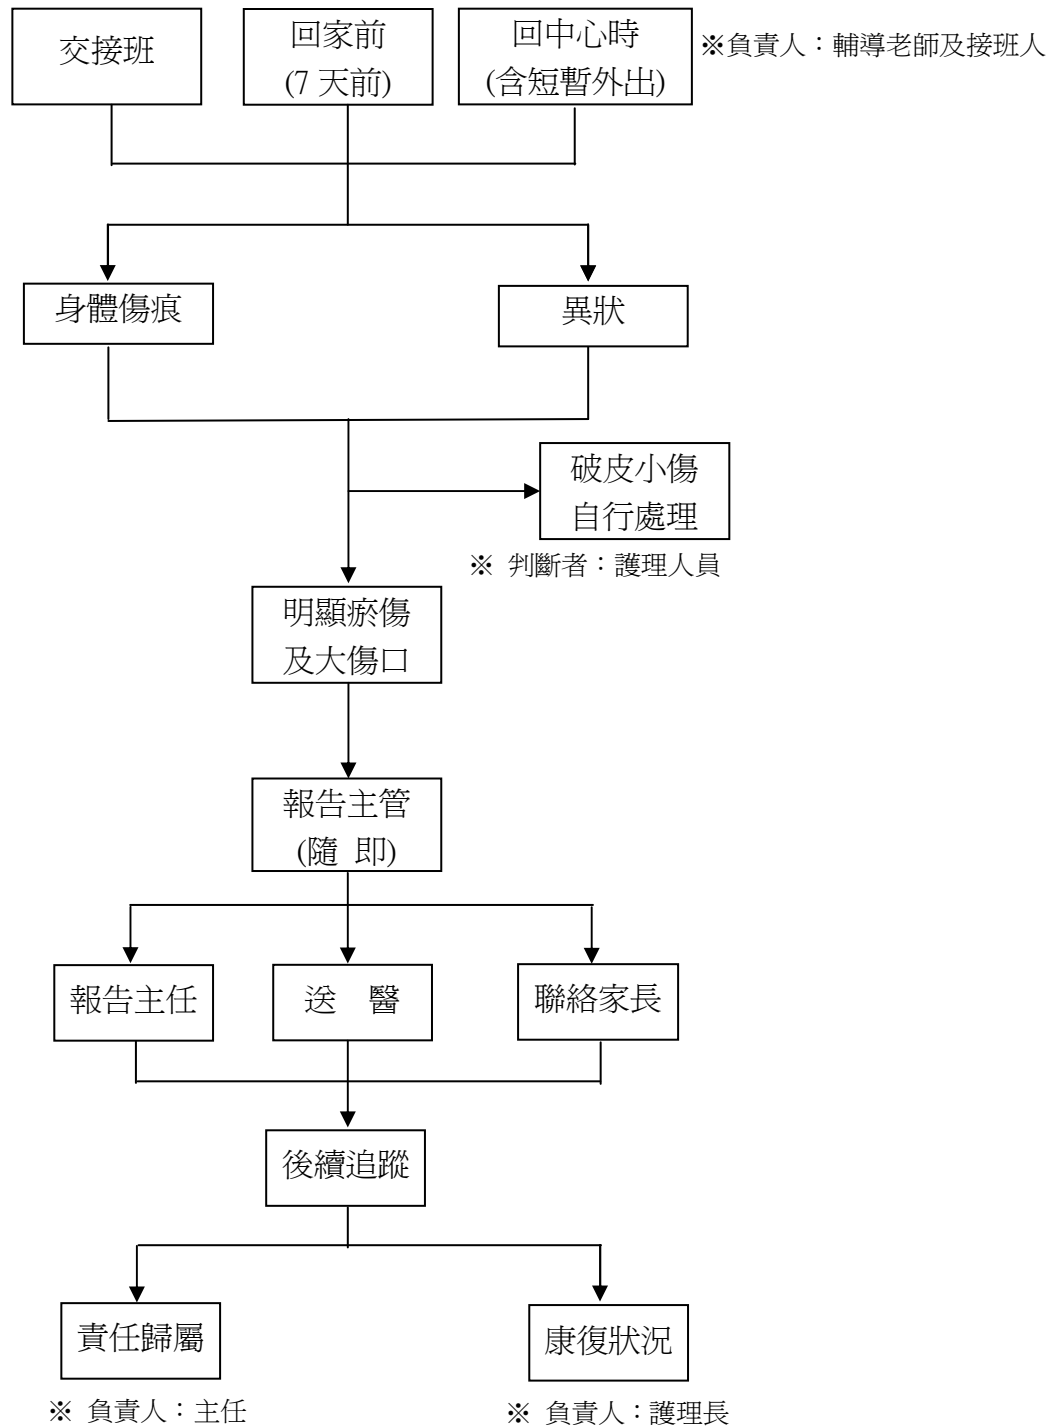 交接班
回家前
(7 天前)
回中心時
(含短暫外出)
※負責人：輔導老師及接班人
身體傷痕
異狀
破皮小傷
自行處理
※ 判斷者：護理人員
明顯瘀傷
及大傷口
報告主管
(隨 即)
報告主任
送 醫
聯絡家長
後續追蹤
責任歸屬
康復狀況
※ 負責人：主任
※ 負責人：護理長